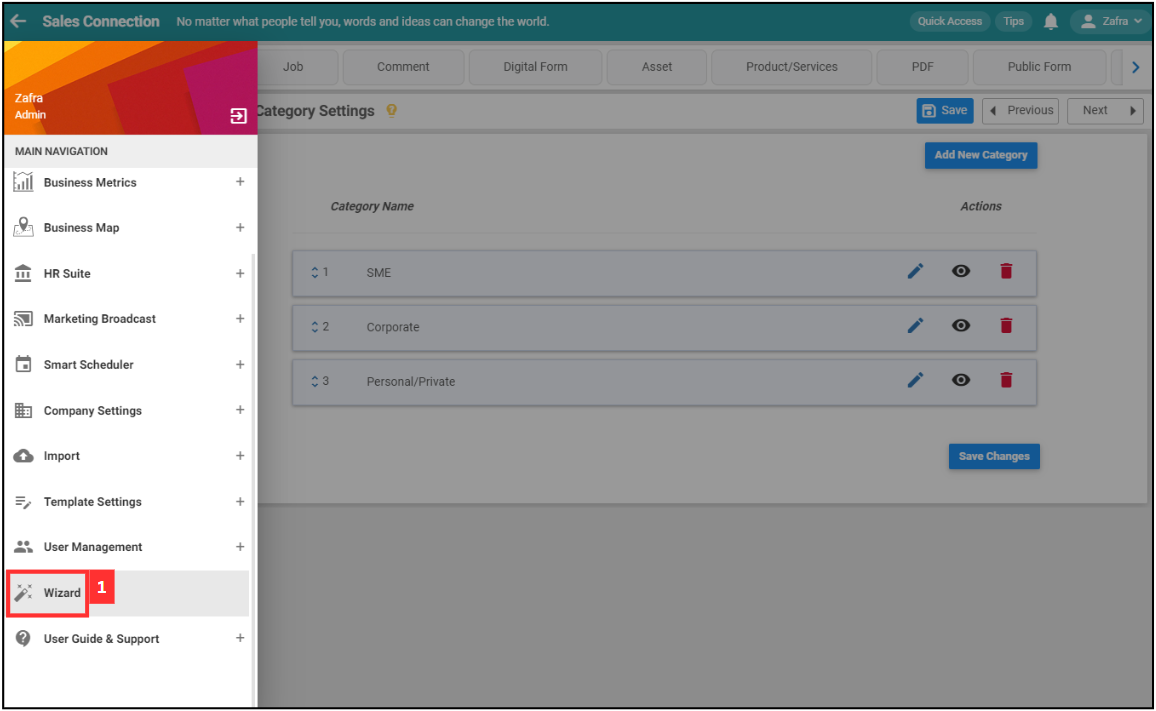 Sales Connection No matter what people tell you, words and ideas can change the world. Quick Access Tips Zafra
Zafra
Admin
MAIN NAVIGATION
Business Metrics +
Business Map +
HR Suite +
Marketing Broadcast +
Smart Scheduler +
Company Settings +
Import +
Template Settings +
User Management +
Wizard 1
User Guide & Support +
Job Comment Digital Form Asset Product/Services PDF Public Form
Category Settings Save Previous Next
Add New Category
Category Name Actions
1 SME
2 Corporate
3 Personal/Private
Save Changes